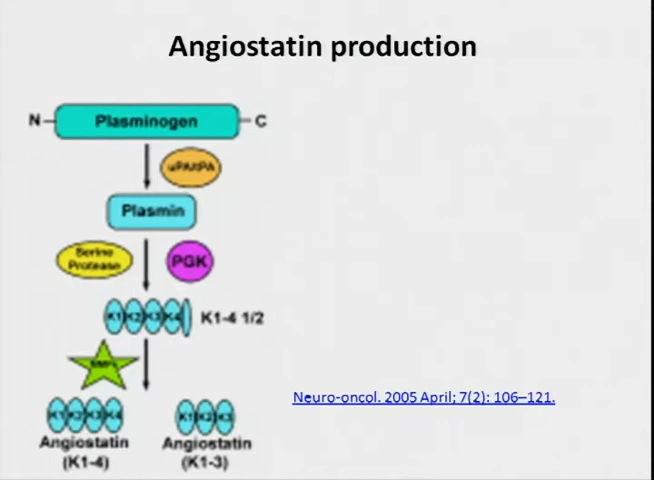 Angiostatin production
N
Plasminogen
C
uPA/tPA
Plasmin
Serine
Protease
PGK
K1 K2 K3 K4
K1-4 1/2
K1 K2 K3 K4
K1 K2 K3
Angiostatin
(K1-4)
Angiostatin
(K1-3)
Neuro-oncol. 2005 April; 7(2): 106–121.